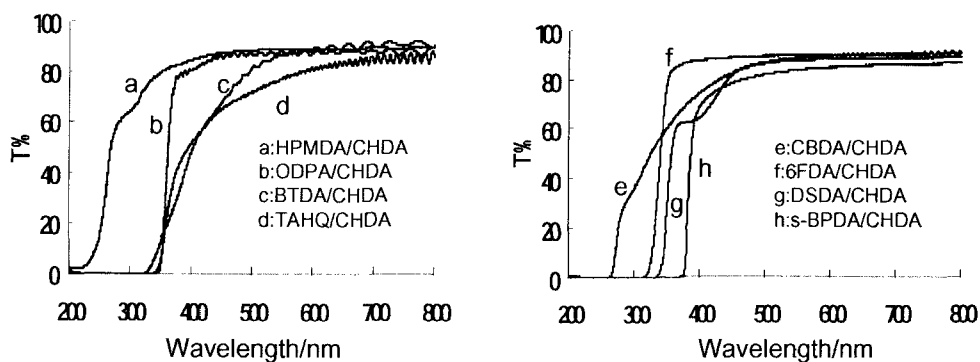 100
80
60
40
20
0
T%
a
b
c
d
a:HPMDA/CHDA
b:ODPA/CHDA
c:BTDA/CHDA
d:TAHQ/CHDA
200 300 400 500 600 700 800
Wavelength/nm
100
80
60
40
20
0
T%
f
e
g
h
e:CBDA/CHDA
f:6FDA/CHDA
g:DSDA/CHDA
h:s-BPDA/CHDA
200 300 400 500 600 700 800
Wavelength/nm